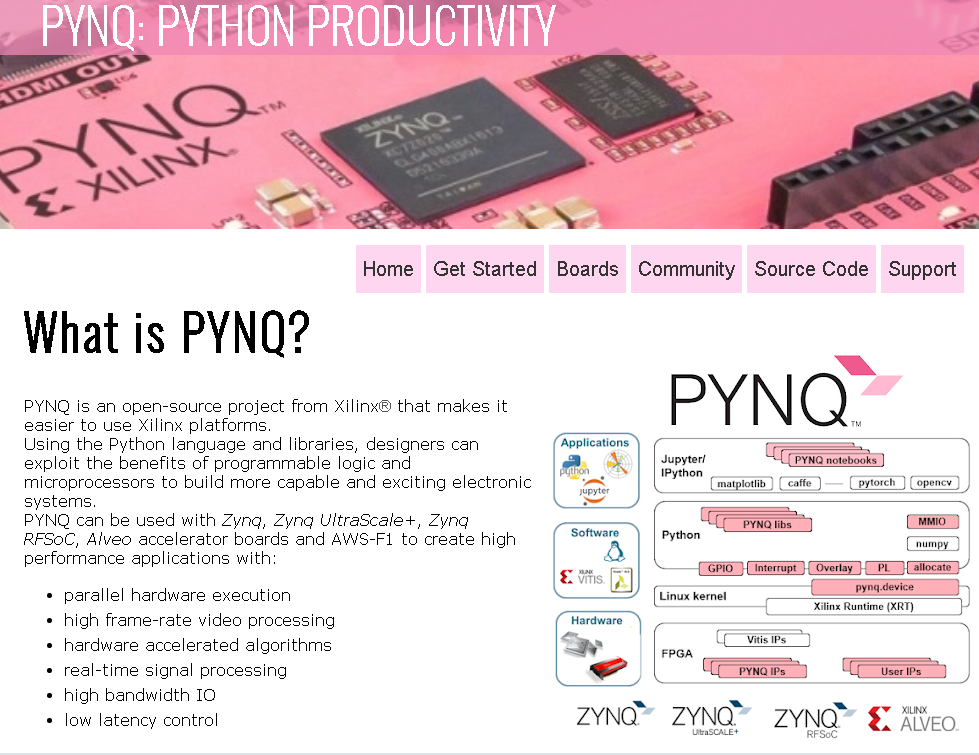 PYNQ: PYTHON PRODUCTIVITY
HDMI OUT
PYNQ™
XILINX®
XILINX®
ZYNQ™
TAIWAN
Home
Get Started
Boards
Community
Source Code
Support
What is PYNQ?
PYNQ is an open-source project from Xilinx® that makes it
easier to use Xilinx platforms.
Using the Python language and libraries, designers can
exploit the benefits of programmable logic and
microprocessors to build more capable and exciting electronic
systems.
PYNQ can be used with Zynq, Zynq UltraScale+, Zynq
RFSoC, Alveo accelerator boards and AWS-F1 to create high
performance applications with:
• parallel hardware execution
• high frame-rate video processing
• hardware accelerated algorithms
• real-time signal processing
• high bandwidth IO
• low latency control
PYNQ™
Applications
python
jupyter
Software
XILINX
VITIS.
Hardware
Jupyter/
IPython
PYNQ notebooks
matplotlib
caffe
pytorch
opencv
Python
PYNQ libs
MMIO
numpy
GPIO
Interrupt
Overlay
PL
allocate
Linux kernel
pynq.device
Xilinx Runtime (XRT)
FPGA
Vitis IPs
PYNQ IPs
User IPs
ZYNQ
ZYNQ
UltraSCALE+
ZYNQ
RFSoC
XILINX
ALVEO.